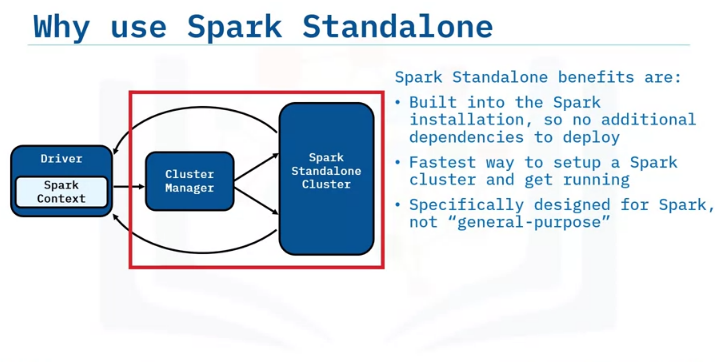 Why use Spark Standalone
Driver
Spark
Context
Cluster
Manager
Spark
Standalone
Cluster
Spark Standalone benefits are:
• Built into the Spark
installation, so no additional
dependencies to deploy
• Fastest way to setup a Spark
cluster and get running
• Specifically designed for Spark,
not “general-purpose”